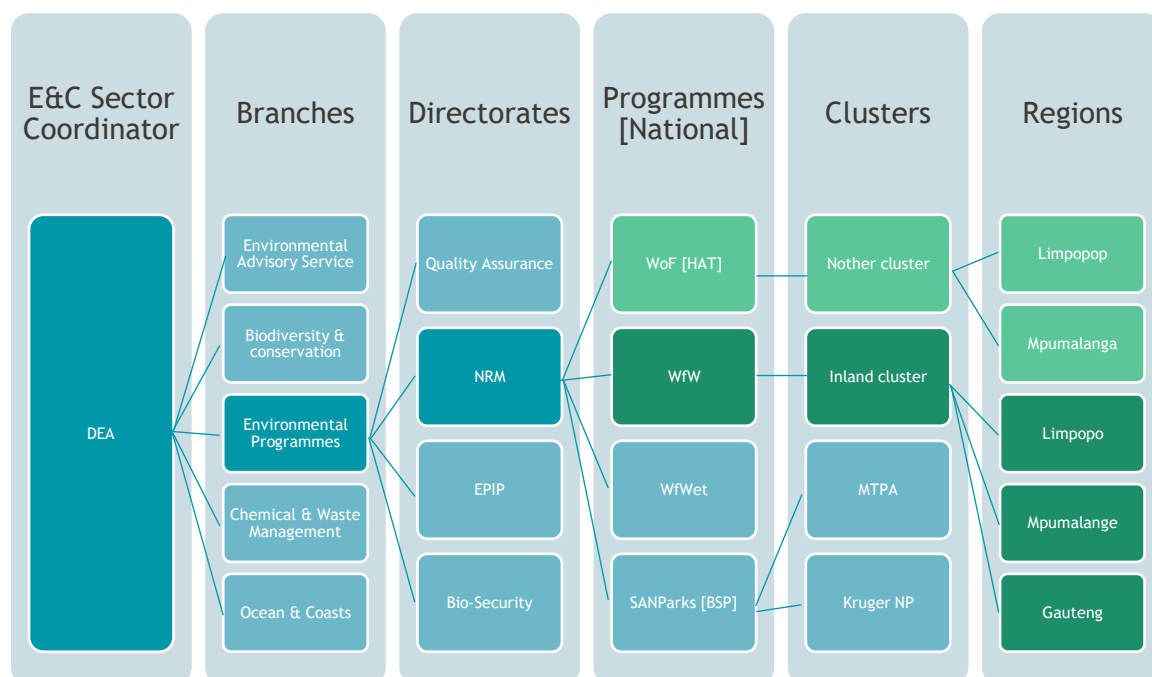 E&C Sector
Coordinator
Branches
Directorates
Programmes
[National]
Clusters
Regions
DEA
Environmental
Advisory Service
Biodiversity &
conservation
Environmental
Programmes
Chemical & Waste
Management
Ocean & Coasts
Quality Assurance
NRM
EPIP
Bio-Security
WoF [HAT]
WfW
WfWet
SANParks [BSP]
Nother cluster
Inland cluster
MTPA
Kruger NP
Limpopop
Mpumalanga
Limpopo
Mpumalange
Gauteng